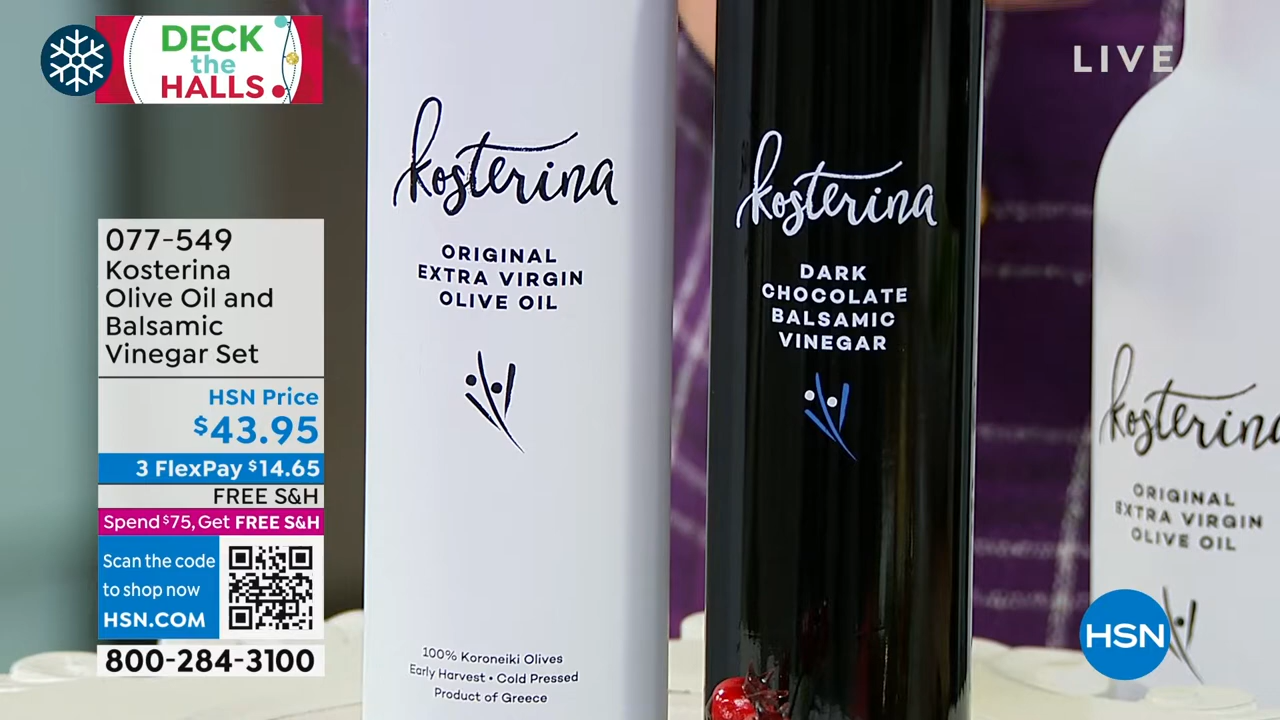 DECK
the
HALLS
LIVE
077-549
Kosterina
Olive Oil and
Balsamic
Vinegar Set
HSN Price
$43.95
3 FlexPay $14.65
FREE S&H
Spend $75, Get FREE S&H
Scan the code
to shop now
HSN.COM
800-284-3100
kosterina
ORIGINAL
EXTRA VIRGIN
OLIVE OIL
100% Koroneiki Olives
Early Harvest • Cold Pressed
Product of Greece
kosterina
DARK
CHOCOLATE
BALSAMIC
VINEGAR
kosterina
ORIGINAL
EXTRA VIRGIN
OLIVE OIL
HSN